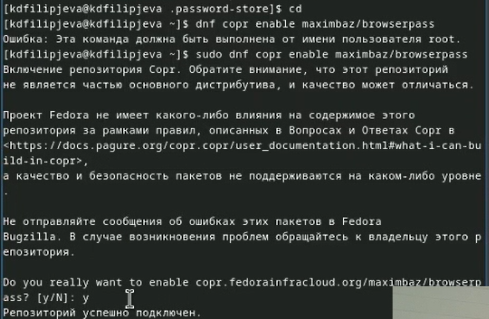 [kdfilipjeva@kdfilipjeva .password-store]$ cd
[kdfilipjeva@kdfilipjeva ~]$ dnf copr enable maximbaz/browserpass
Ошибка: Эта команда должна быть выполнена от имени пользователя root.
[kdfilipjeva@kdfilipjeva ~]$ sudo dnf copr enable maximbaz/browserpass
Включение репозитория Copr. Обратите внимание, что этот репозиторий
не является частью основного дистрибутива, и качество может отличаться.
Проект Fedora не имеет какого-либо влияния на содержимое этого
репозитория за рамками правил, описанных в Вопросах и Ответах Copr в
<https://docs.pagure.org/copr.copr/user_documentation.html#what-i-can-bu
ild-in-copr>,
а качество и безопасность пакетов не поддерживаются на каком-либо уровне
.
Не отправляйте сообщения об ошибках этих пакетов в Fedora
Bugzilla. В случае возникновения проблем обращайтесь к владельцу этого р
епозитория.
Do you really want to enable copr.fedorainfracloud.org/maximbaz/browserp
ass? [y/N]: y
Репозиторий успешно подключен.